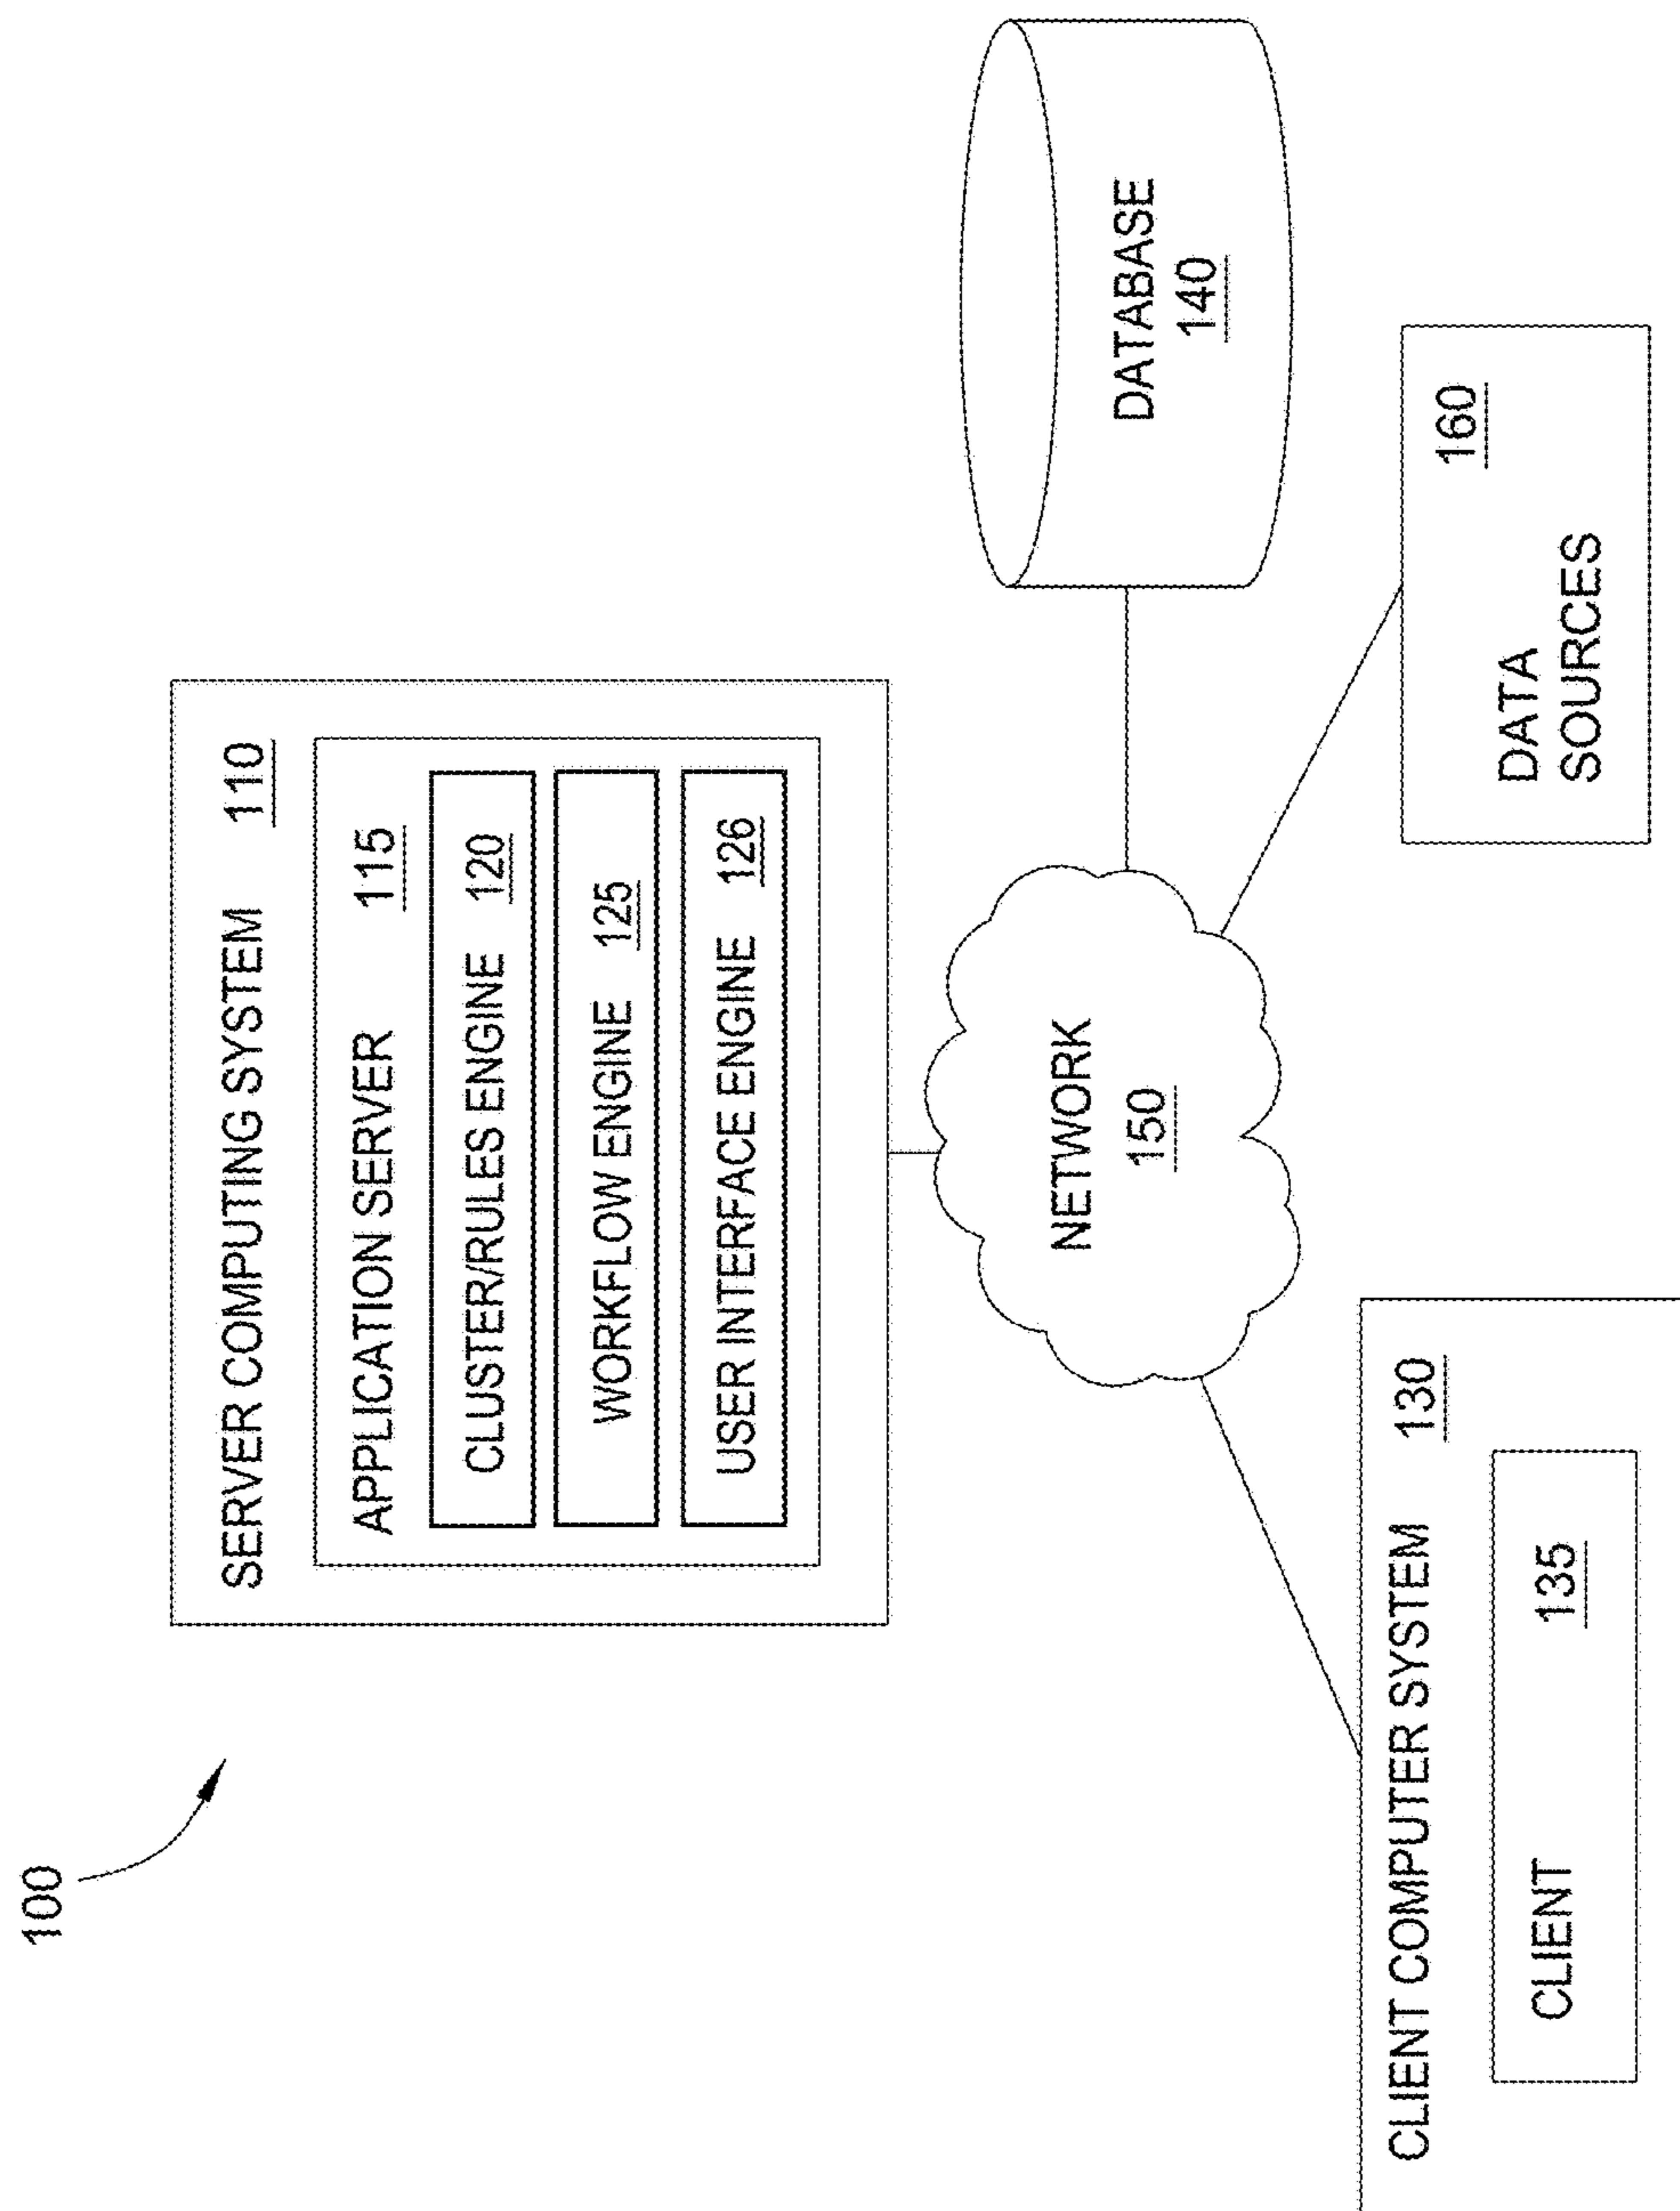 100
SERVER COMPUTING SYSTEM 110
APPLICATION SERVER 115
CLUSTER/RULES ENGINE 120
WORKFLOW ENGINE 125
USER INTERFACE ENGINE 126
NETWORK
150
DATABASE
140
CLIENT COMPUTER SYSTEM 130
CLIENT 135
160
DATA
SOURCES